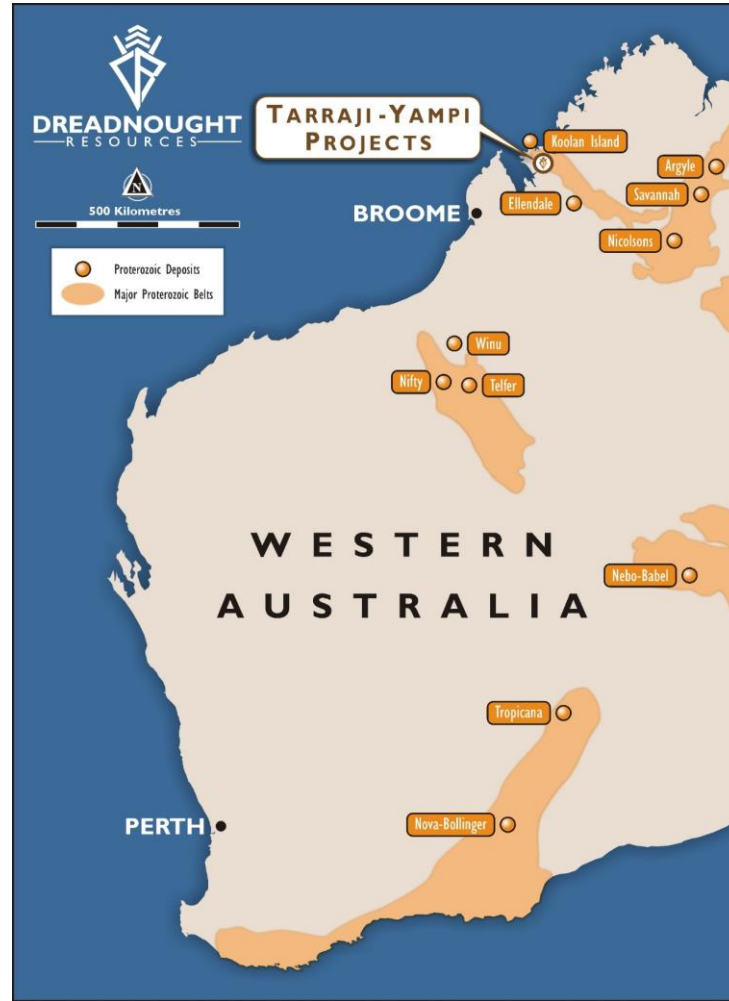 DREADNOUGHT
RESOURCES
N
500 Kilometres
Proterozoic Deposits
Major Proterozoic Belts
TARRAJI-YAMPI
PROJECTS
Koolan Island
Argyle
Savannah
Ellendale
BROOME
Nicolsons
Winu
Nifty
Telfer
WESTERN
AUSTRALIA
Nebo-Babel
Tropicana
PERTH
Nova-Bollinger